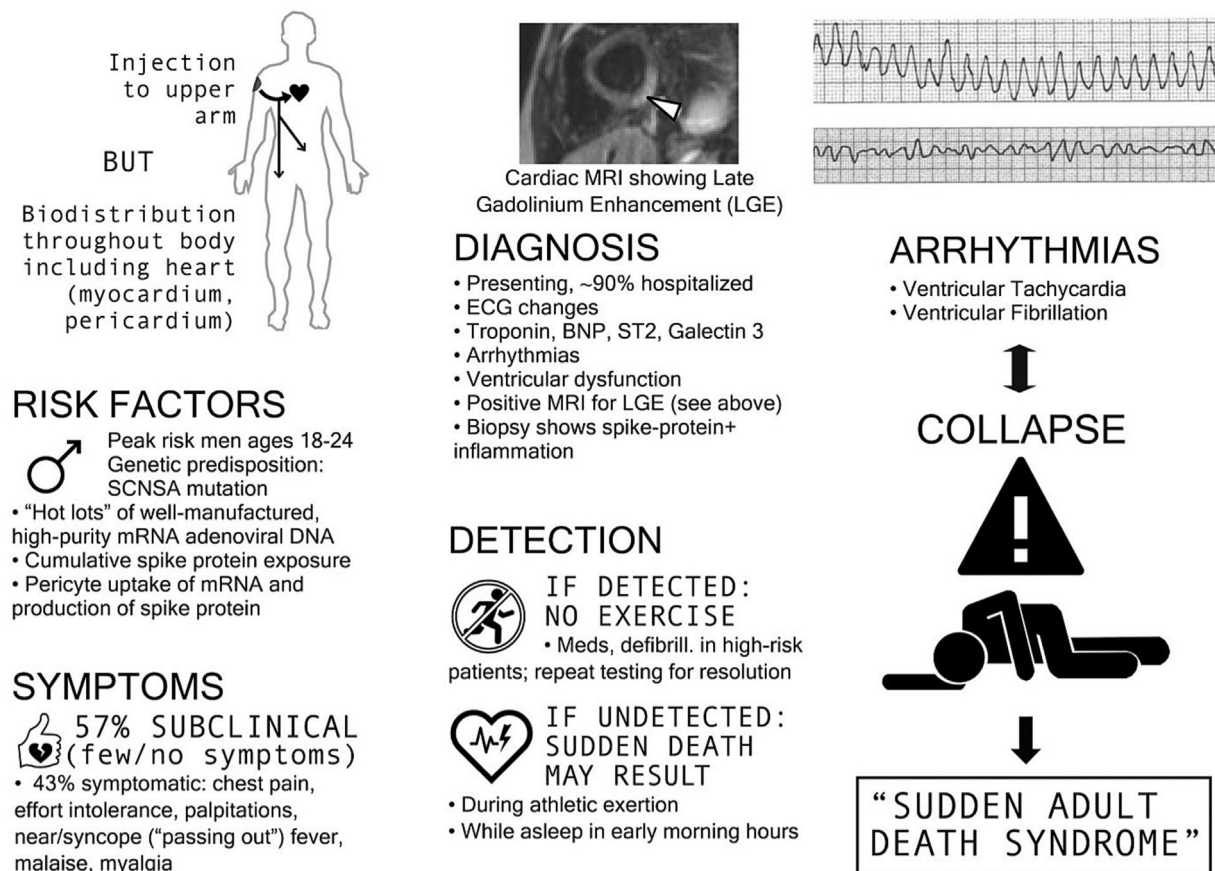 Injection
to upper
arm
BUT
Biodistribution
throughout body
including heart
(myocardium,
pericardium)
RISK FACTORS
Peak risk men ages 18-24
Genetic predisposition:
SCNSA mutation
• “Hot lots” of well-manufactured,
high-purity mRNA adenoviral DNA
• Cumulative spike protein exposure
• Pericyte uptake of mRNA and
production of spike protein
SYMPTOMS
57% SUBCLINICAL
(few/no symptoms)
• 43% symptomatic: chest pain,
effort intolerance, palpitations,
near/syncope (“passing out”) fever,
malaise, myalgia
Cardiac MRI showing Late
Gadolinium Enhancement (LGE)
DIAGNOSIS
• Presenting, ~90% hospitalized
• ECG changes
• Troponin, BNP, ST2, Galectin 3
• Arrhythmias
• Ventricular dysfunction
• Positive MRI for LGE (see above)
• Biopsy shows spike-protein+
inflammation
DETECTION
IF DETECTED:
NO EXERCISE
• Meds, defibrill. in high-risk
patients; repeat testing for resolution
IF UNDETECTED:
SUDDEN DEATH
MAY RESULT
• During athletic exertion
• While asleep in early morning hours
ARRHYTHMIAS
• Ventricular Tachycardia
• Ventricular Fibrillation
COLLAPSE
“SUDDEN ADULT
DEATH SYNDROME”